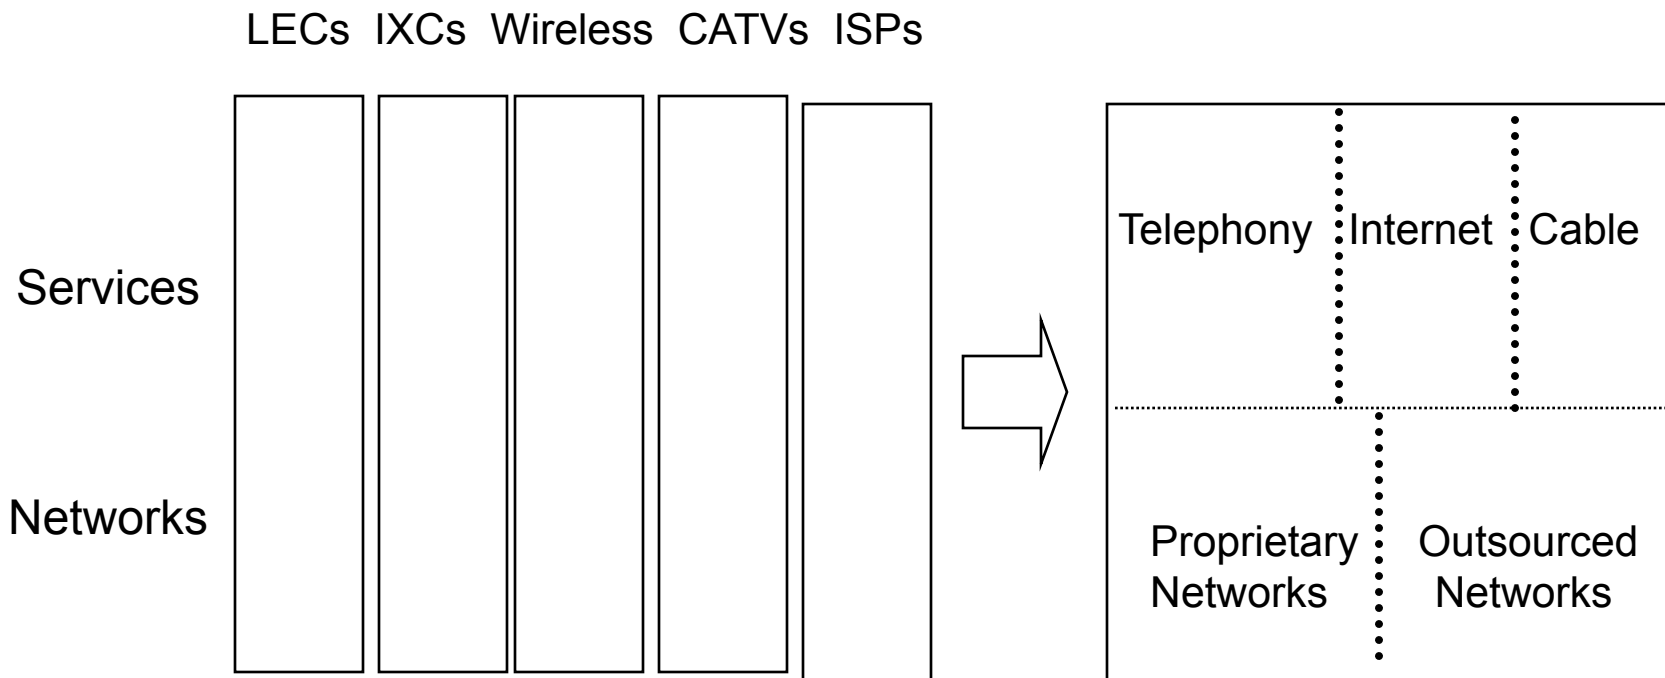 LECs IXCs Wireless CATVs ISPs
Telephony Internet Cable
Services
Networks
Proprietary
Networks
Outsourced
Networks